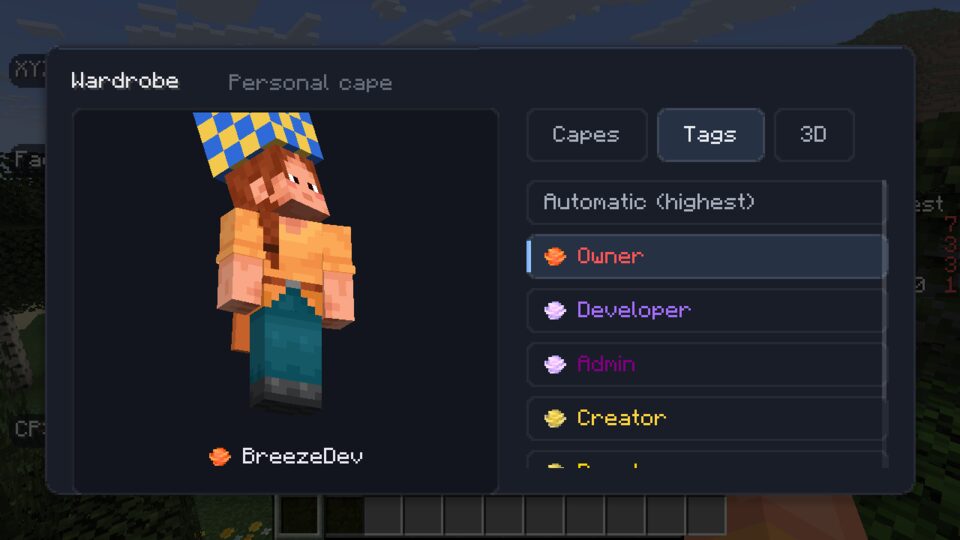 Wardrobe
Personal cape
Capes
Tags
3D
Automatic (highest)
Owner
Developer
Admin
Creator
BreezeDev